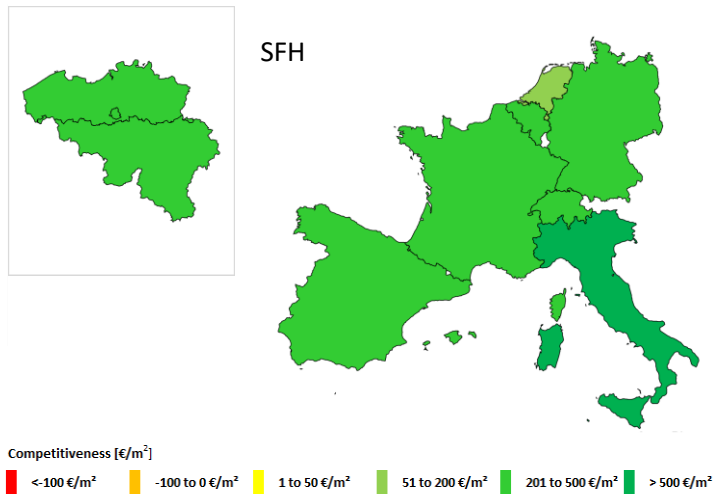 SFH
Competitiveness [€/m²]
<-100 €/m² -100 to 0 €/m² 1 to 50 €/m² 51 to 200 €/m² 201 to 500 €/m² > 500 €/m²